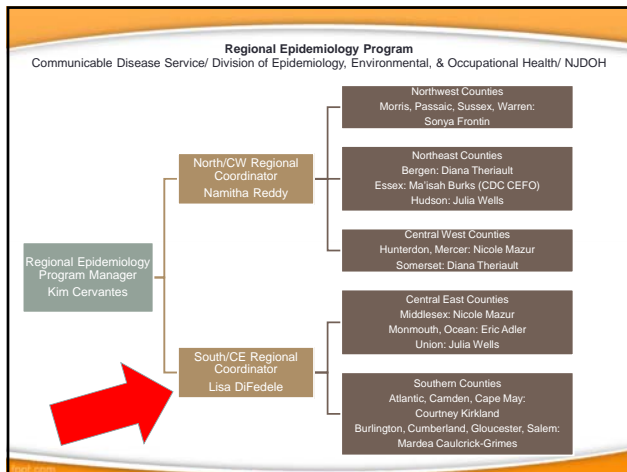 Regional Epidemiology Program
Communicable Disease Service/ Division of Epidemiology, Environmental, & Occupational Health/ NJDOH
Regional Epidemiology
Program Manager
Kim Cervantes
North/CW Regional
Coordinator
Namitha Reddy
Northwest Counties
Morris, Passaic, Sussex, Warren:
Sonya Frontin
Northeast Counties
Bergen: Diana Theriault
Essex: Ma'isah Burks (CDC CEFO)
Hudson: Julia Wells
Central West Counties
Hunterdon, Mercer: Nicole Mazur
Somerset: Diana Theriault
South/CE Regional
Coordinator
Lisa DiFedele
Central East Counties
Middlesex: Nicole Mazur
Monmouth, Ocean: Eric Adler
Union: Julia Wells
Southern Counties
Atlantic, Camden, Cape May:
Courtney Kirkland
Burlington, Cumberland, Gloucester, Salem:
Mardea Caulcrick-Grimes